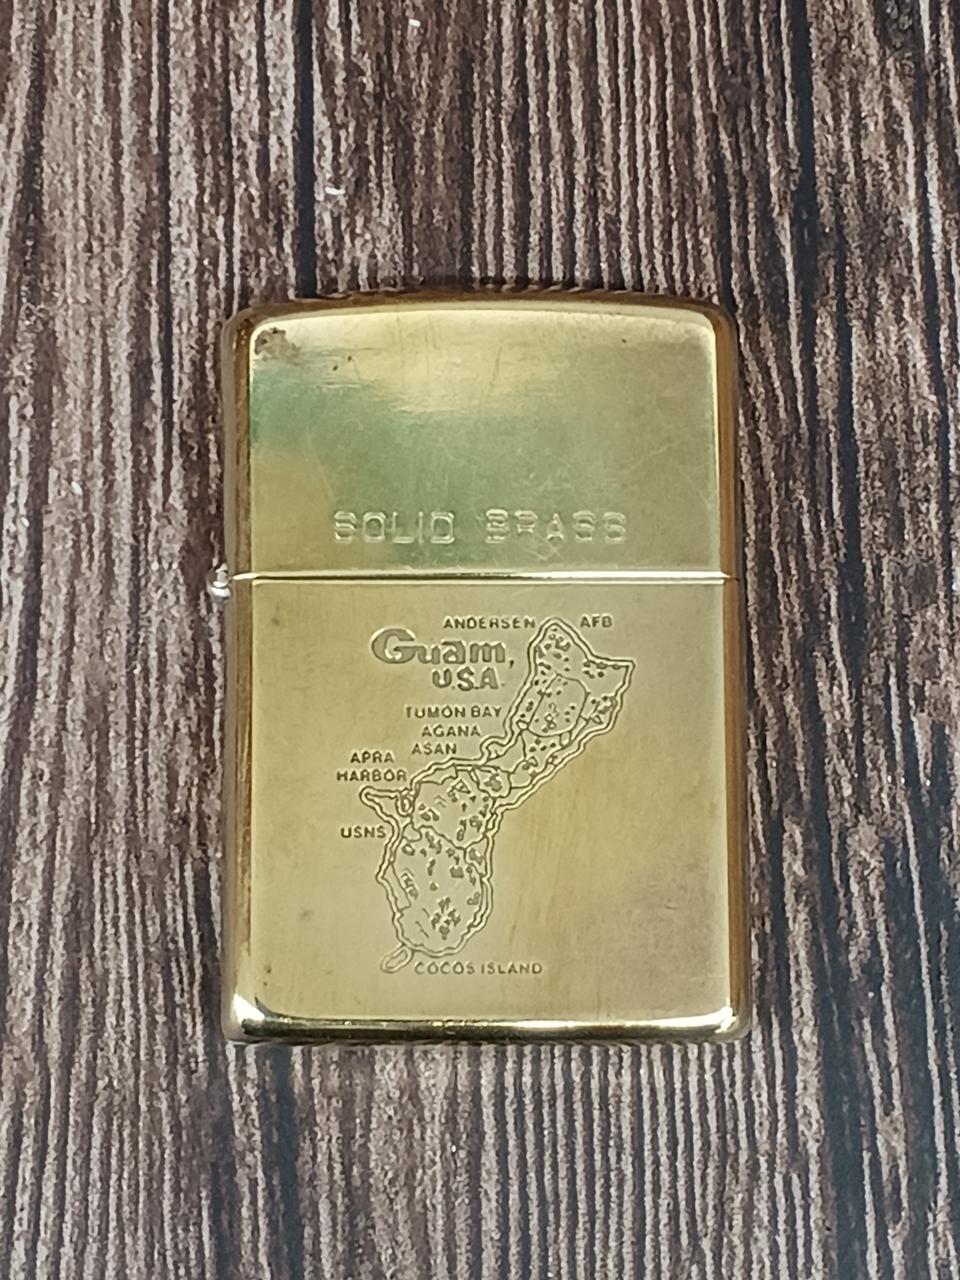 SOLID BRASS
ANDERSEN AFB
Guam,
U.S.A.
TUMON BAY
AGANA
ASAN
APRA
HARBOR
USNS
COCOS ISLAND